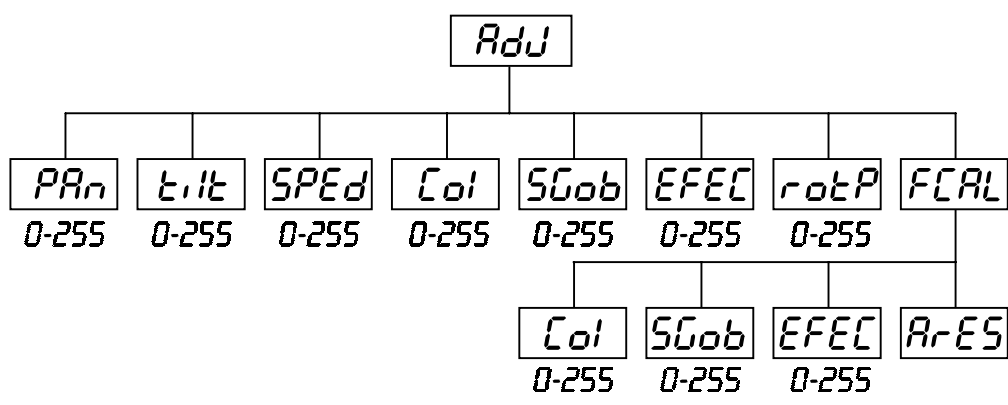 AdJ
PAn tilt SPEd Col SGob EFEC rotP FCAL
0-255 0-255 0-255 0-255 0-255 0-255 0-255
Col SGob EFEC ArES
0-255 0-255 0-255